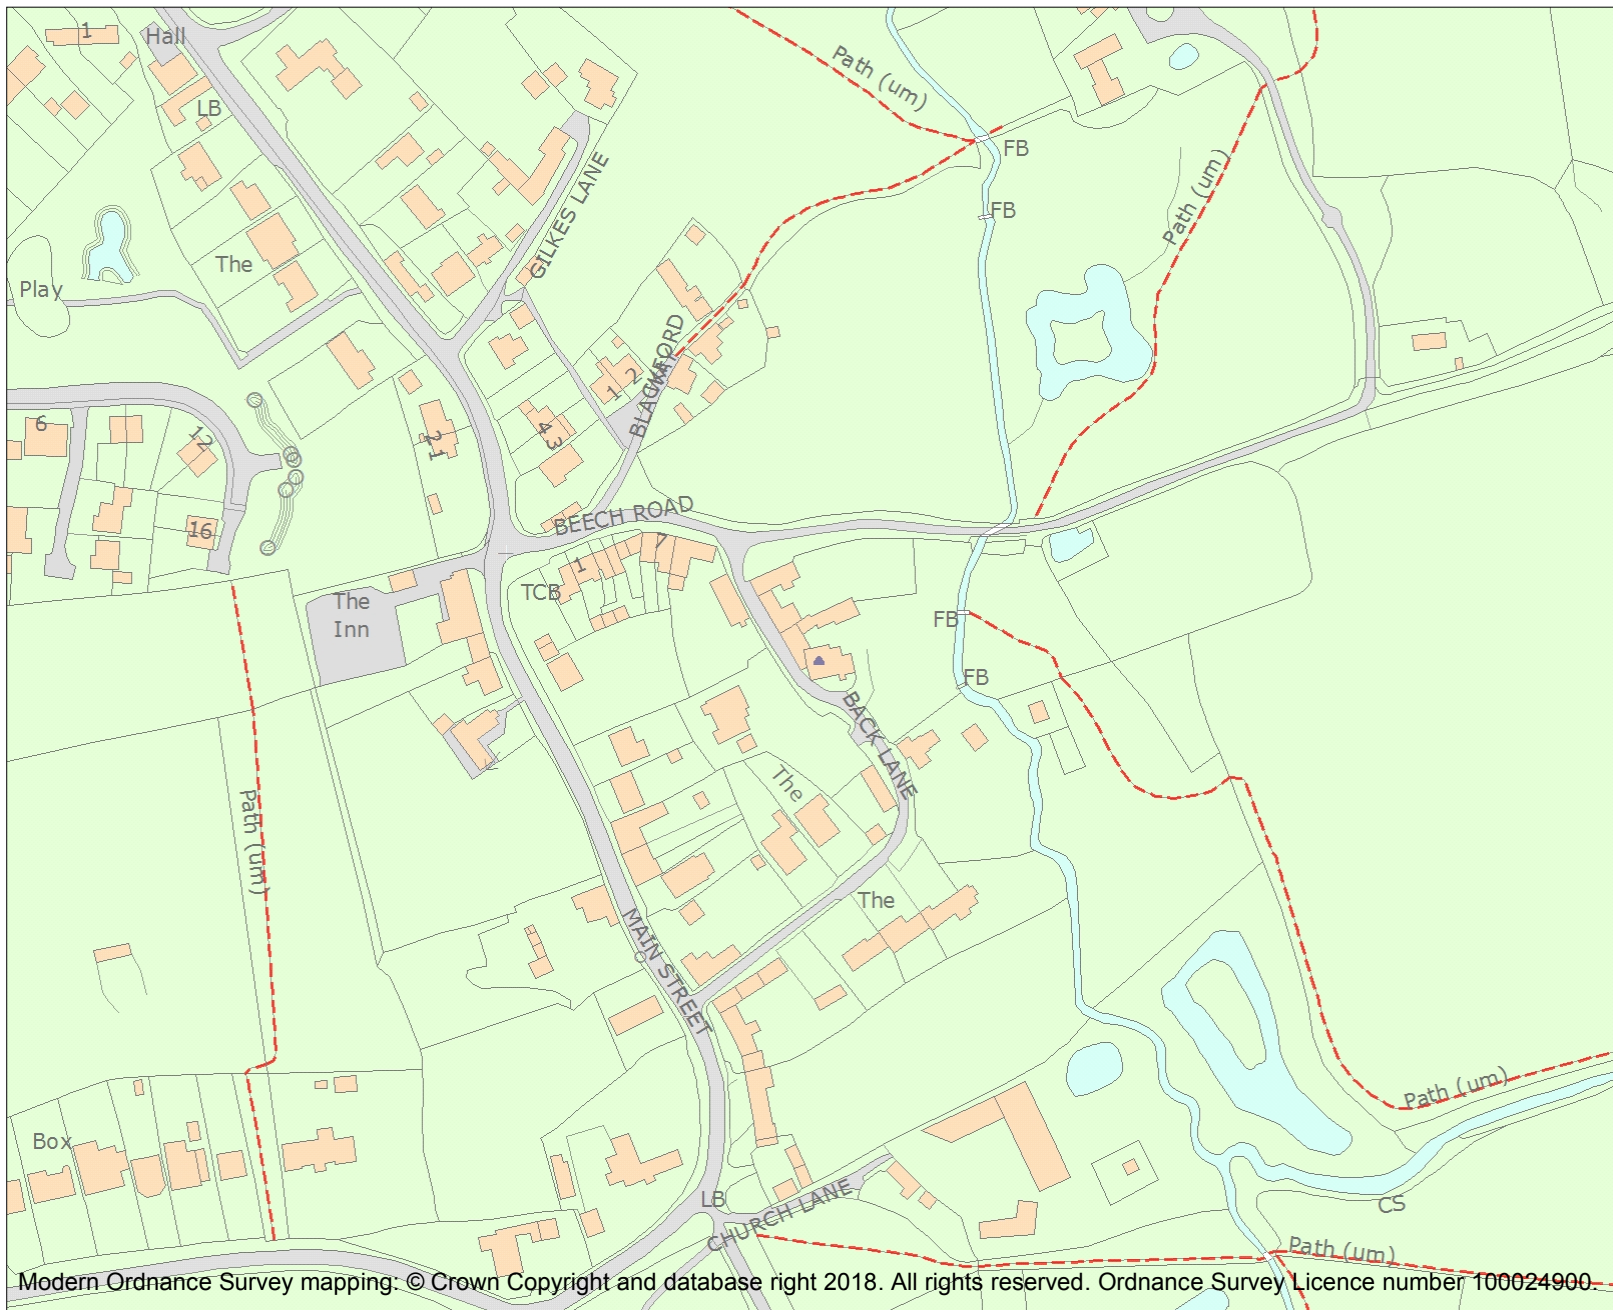 1
Hall
LB
Path (um)
FB
FB
Path (um)
GILKES LANE
The
Play
BLACKFORD
WAY
1 2
4 3
2 1
6
12
16
BEECH ROAD
1
7
TCB
The
Inn
FB
FB
BACK LANE
The
Path (um)
The
MAIN STREET
Path (um)
Box
LB
CHURCH LANE
CS
Path (um)
Modern Ordnance Survey mapping: © Crown Copyright and database right 2018. All rights reserved. Ordnance Survey Licence number 100024900.